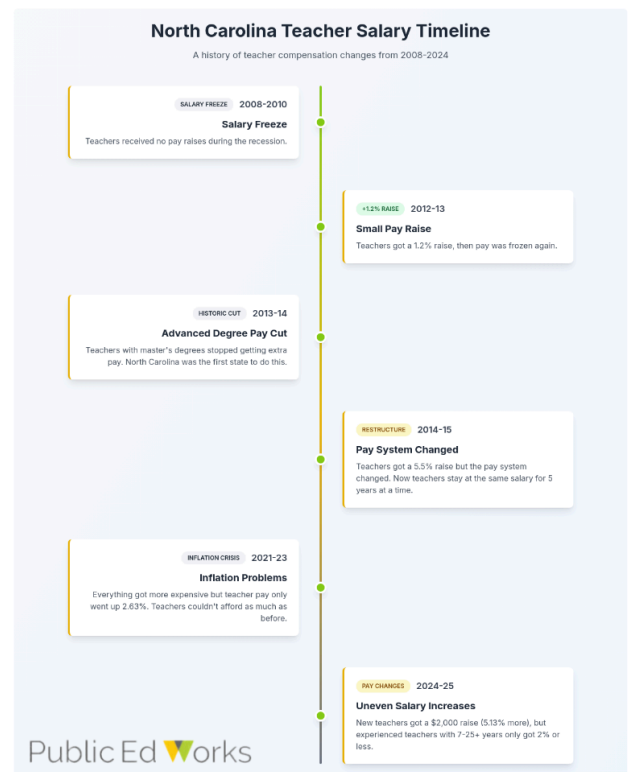 North Carolina Teacher Salary Timeline
A history of teacher compensation changes from 2008-2024
SALARY FREEZE 2008-2010
Salary Freeze
Teachers received no pay raises during the recession.
+1.2% RAISE 2012-13
Small Pay Raise
Teachers got a 1.2% raise, then pay was frozen again.
HISTORIC CUT 2013-14
Advanced Degree Pay Cut
Teachers with master's degrees stopped getting extra
pay. North Carolina was the first state to do this.
RESTRUCTURE 2014-15
Pay System Changed
Teachers got a 5.5% raise but the pay system
changed. Now teachers stay at the same salary for 5
years at a time.
INFLATION CRISIS 2021-23
Inflation Problems
Everything got more expensive but teacher pay only
went up 2.63%. Teachers couldn't afford as much as
before.
PAY CHANGES 2024-25
Uneven Salary Increases
New teachers got a $2,000 raise (5.13% more), but
experienced teachers with 7-25+ years only got 2% or
less.
Public Ed Works